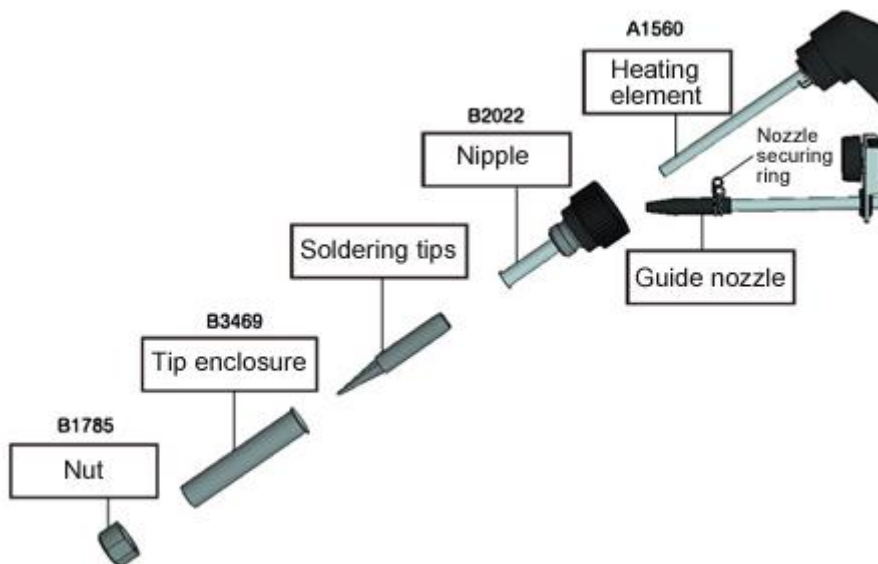 A1560
Heating
element
B2022
Nipple
Nozzle
securing
ring
Soldering tips
Guide nozzle
B3469
Tip enclosure
B1785
Nut